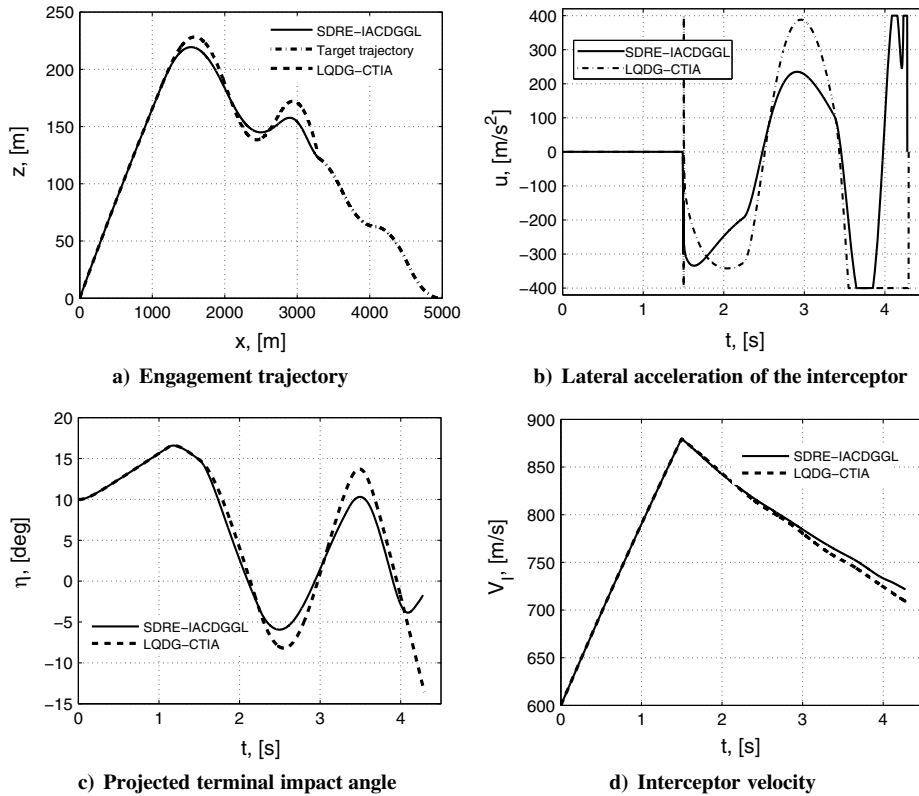 250
200
150
100
50
0
z, [m]
SDRE−IACDGGL
Target trajectory
LQDG−CTIA
0 1000 2000 3000 4000 5000
x, [m]
a) Engagement trajectory
400
300
200
100
0
−100
−200
−300
−400
u, [m/s2]
SDRE−IACDGGL
LQDG−CTIA
0 1 2 3 4
t, [s]
b) Lateral acceleration of the interceptor
20
15
10
5
0
−5
−10
−15
η, [deg]
SDRE−IACDGGL
LQDG−CTIA
0 1 2 3 4
t, [s]
c) Projected terminal impact angle
900
850
800
750
700
650
600
VI, [m/s]
SDRE−IACDGGL
LQDG−CTIA
0 1 2 3 4
t, [s]
d) Interceptor velocity